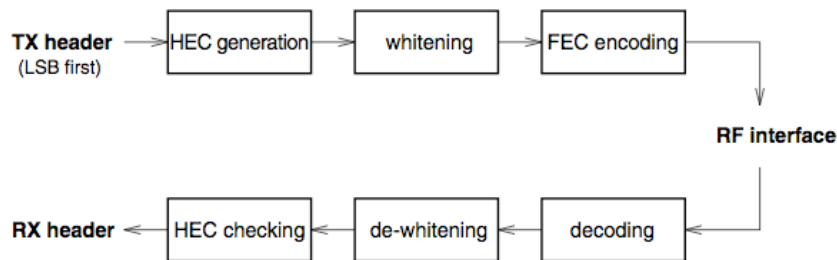 TX header
(LSB first)
HEC generation
whitening
FEC encoding
RF interface
RX header
HEC checking
de-whitening
decoding